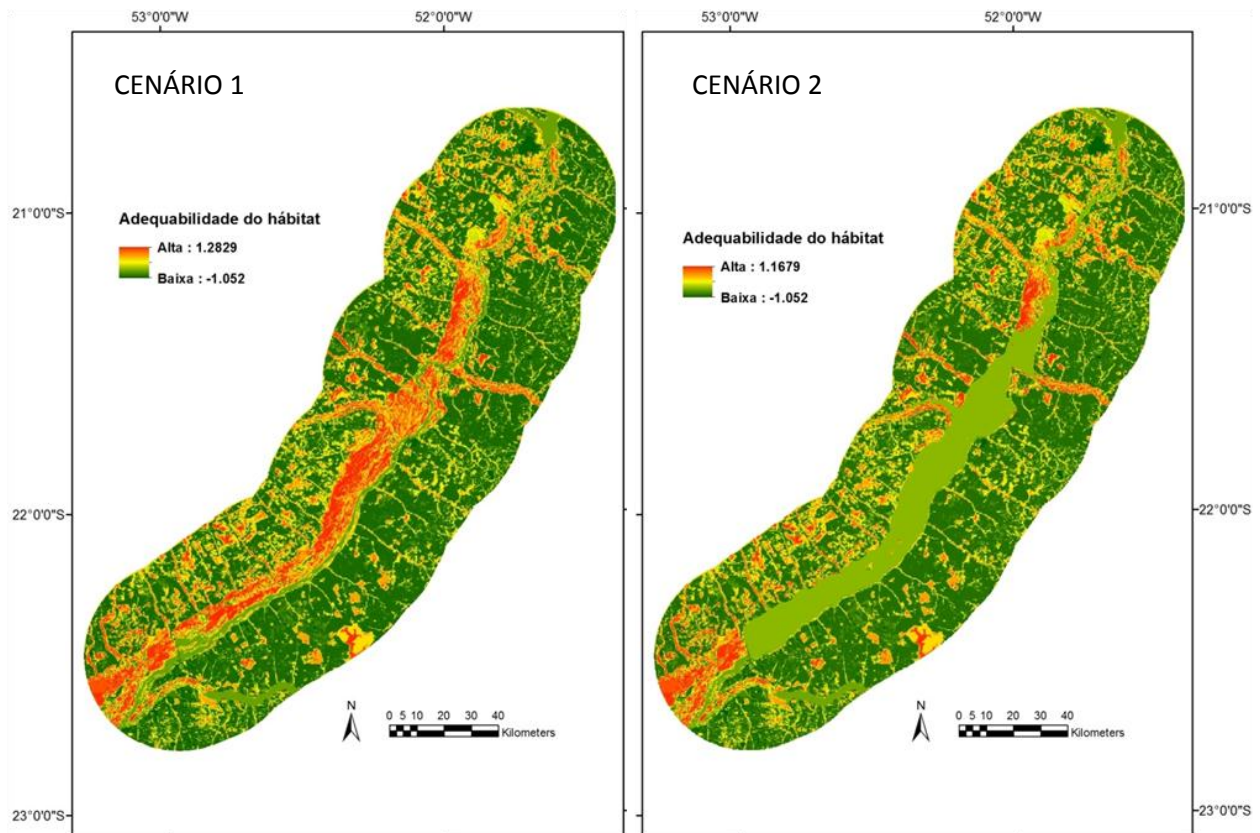 53°0'0"W
52°0'0"W
CENÁRIO 1
21°0'0"S
Adequabilidade do hábitat
Alta : 1.2829
Baixa : -1.052
22°0'0"S
N
0 5 10 20 30 40
Kilometers
23°0'0"S
53°0'0"W
52°0'0"W
CENÁRIO 2
21°0'0"S
Adequabilidade do hábitat
Alta : 1.1679
Baixa : -1.052
22°0'0"S
N
0 5 10 20 30 40
Kilometers
23°0'0"S